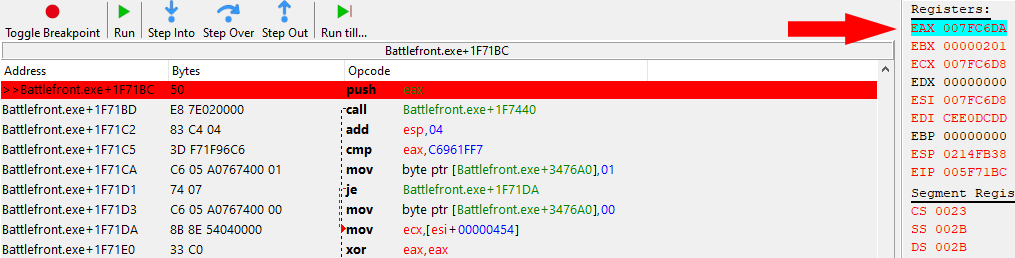 Toggle Breakpoint Run Step Into Step Over Step Out Run till...
Battlefront.exe+1F71BC
Address Bytes Opcode
>>Battlefront.exe+1F71BC 50 push eax
Battlefront.exe+1F71BD E8 7E020000 call Battlefront.exe+1F7440
Battlefront.exe+1F71C2 83 C4 04 add esp,04
Battlefront.exe+1F71C5 3D F71F96C6 cmp eax,C6961FF7
Battlefront.exe+1F71CA C6 05 A0767400 01 mov byte ptr [Battlefront.exe+3476A0],01
Battlefront.exe+1F71D1 74 07 je Battlefront.exe+1F71DA
Battlefront.exe+1F71D3 C6 05 A0767400 00 mov byte ptr [Battlefront.exe+3476A0],00
Battlefront.exe+1F71DA 8B 8E 54040000 mov ecx,[esi+00000454]
Battlefront.exe+1F71E0 33 C0 xor eax,eax
Registers:
EAX 007FC6DA
EBX 00000201
ECX 007FC6D8
EDX 00000000
ESI 007FC6D8
EDI CEE0DCDD
EBP 00000000
ESP 0214FB38
EIP 005F71BC
Segment Regis
CS 0023
SS 002B
DS 002B